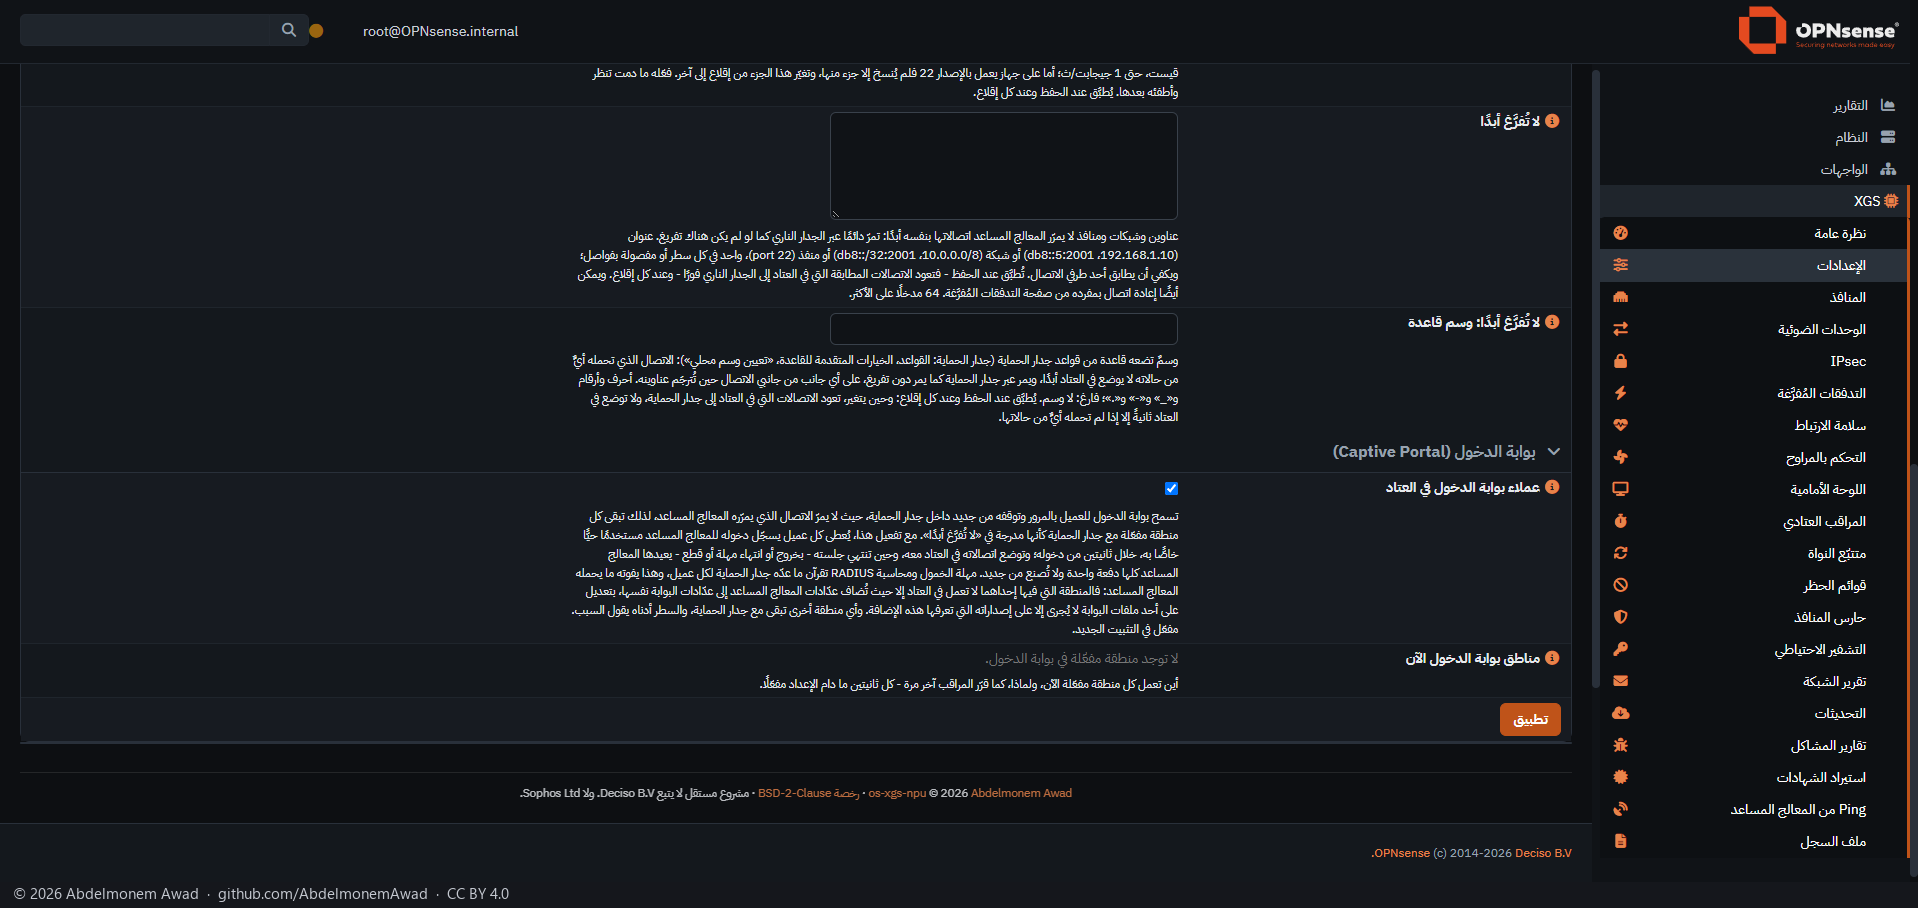 root@OPNsense.internal
OPNsense®
Securing networks made easy
قيست، حتى 1 جيجابت/ث؛ أما على جهاز يعمل بالإصدار 22 فلم يُنسخ إلا جزء منها، وتغيّر هذا الجزء من إقلاع إلى آخر. فعّله ما دمت تنظر
وأطفئه بعدها. يُطبَّق عند الحفظ وعند كل إقلاع.
لا تُفرَّغ أبدًا
عناوين وشبكات ومنافذ لا يمرّر المعالج المساعد اتصالاتها بنفسه أبدًا: تمرّ دائمًا عبر الجدار الناري كما لو لم يكن هناك تفريغ. عنوان
(192.168.1.10، 2001:db8::5) أو شبكة (10.0.0.0/8، 2001:db8::/32) أو منفذ (port 22)، واحد في كل سطر أو مفصولة بفواصل؛
ويكفي أن يطابق أحد طرفي الاتصال. تُطبَّق عند الحفظ - فتعود الاتصالات المطابقة التي في العتاد إلى الجدار الناري فورًا - وعند كل إقلاع. ويمكن
أيضًا إعادة اتصال بمفرده من صفحة التدفقات المُفرَّغة. 64 مدخلًا على الأكثر.
لا تُفرَّغ أبدًا: وسم قاعدة
وسمٌ تضعه قاعدة من قواعد جدار الحماية (جدار الحماية: القواعد، الخيارات المتقدمة للقاعدة، «تعيين وسم محلي»): الاتصال الذي تحمله أيٌّ
من حالاته لا يوضع في العتاد أبدًا، ويمر عبر جدار الحماية كما يمر دون تفريغ، على أي جانب من جانبي الاتصال حين تُترجَم عناوينه. أحرف وأرقام
و«_» و«-» و«.»؛ فارغ: لا وسم. يُطبَّق عند الحفظ وعند كل إقلاع: وحين يتغير، تعود الاتصالات التي في العتاد إلى جدار الحماية، ولا توضع في
العتاد ثانيةً إلا إذا لم تحمله أيٌّ من حالاتها.
بوابة الدخول (Captive Portal)
عملاء بوابة الدخول في العتاد
تسمح بوابة الدخول للعميل بالمرور وتوقفه من جديد داخل جدار الحماية، حيث لا يمرّ الاتصال الذي يمرّره المعالج المساعد، لذلك تبقى كل
منطقة مفعّلة مع جدار الحماية كأنها مدرجة في «لا تُفرَّغ أبدًا». مع تفعيل هذا، يُعطى كل عميل يسجّل دخوله للمعالج المساعد مستخدمًا حيًّا
خاصًّا به، خلال ثانيتين من دخوله؛ وتوضع اتصالاته في العتاد معه، وحين تنتهي جلسته - بخروج أو انتهاء مهلة أو قطع - يعيدها المعالج
المساعد كلها دفعة واحدة ولا تُصنع من جديد. مهلة الخمول ومحاسبة RADIUS تقرآن ما عدّه جدار الحماية لكل عميل، وهذا يفوته ما يحمله
المعالج المساعد: فالمنطقة التي فيها إحداهما لا تعمل في العتاد إلا حيث تُضاف عدّادات المعالج المساعد إلى عدّادات البوابة نفسها، بتعديل
على أحد ملفات البوابة لا يُجرى إلا على إصداراته التي تعرفها هذه الإضافة. وأي منطقة أخرى تبقى مع جدار الحماية، والسطر أدناه يقول السبب.
مفعّل في التثبيت الجديد.
مناطق بوابة الدخول الآن
لا توجد منطقة مفعّلة في بوابة الدخول.
أين تعمل كل منطقة مفعّلة الآن، ولماذا، كما قرّر المراقب آخر مرة - كل ثانيتين ما دام الإعداد مفعّلًا.
تطبيق
os-xgs-npu © 2026 Abdelmonem Awad · رخصة BSD-2-Clause · مشروع مستقل لا يتبع Deciso B.V. ولا Sophos Ltd.
OPNsense (c) 2014-2026 Deciso B.V.
التقارير
النظام
الواجهات
XGS
نظرة عامة
الإعدادات
المنافذ
الوحدات الضوئية
IPsec
التدفقات المُفرَّغة
سلامة الارتباط
التحكم بالمراوح
اللوحة الأمامية
المراقب العتادي
متتبّع النواة
قوائم الحظر
حارس المنافذ
التشفير الاحتياطي
تقرير الشبكة
التحديثات
تقارير المشاكل
استيراد الشهادات
Ping من المعالج المساعد
ملف السجل
© 2026 Abdelmonem Awad · github.com/AbdelmonemAwad · CC BY 4.0